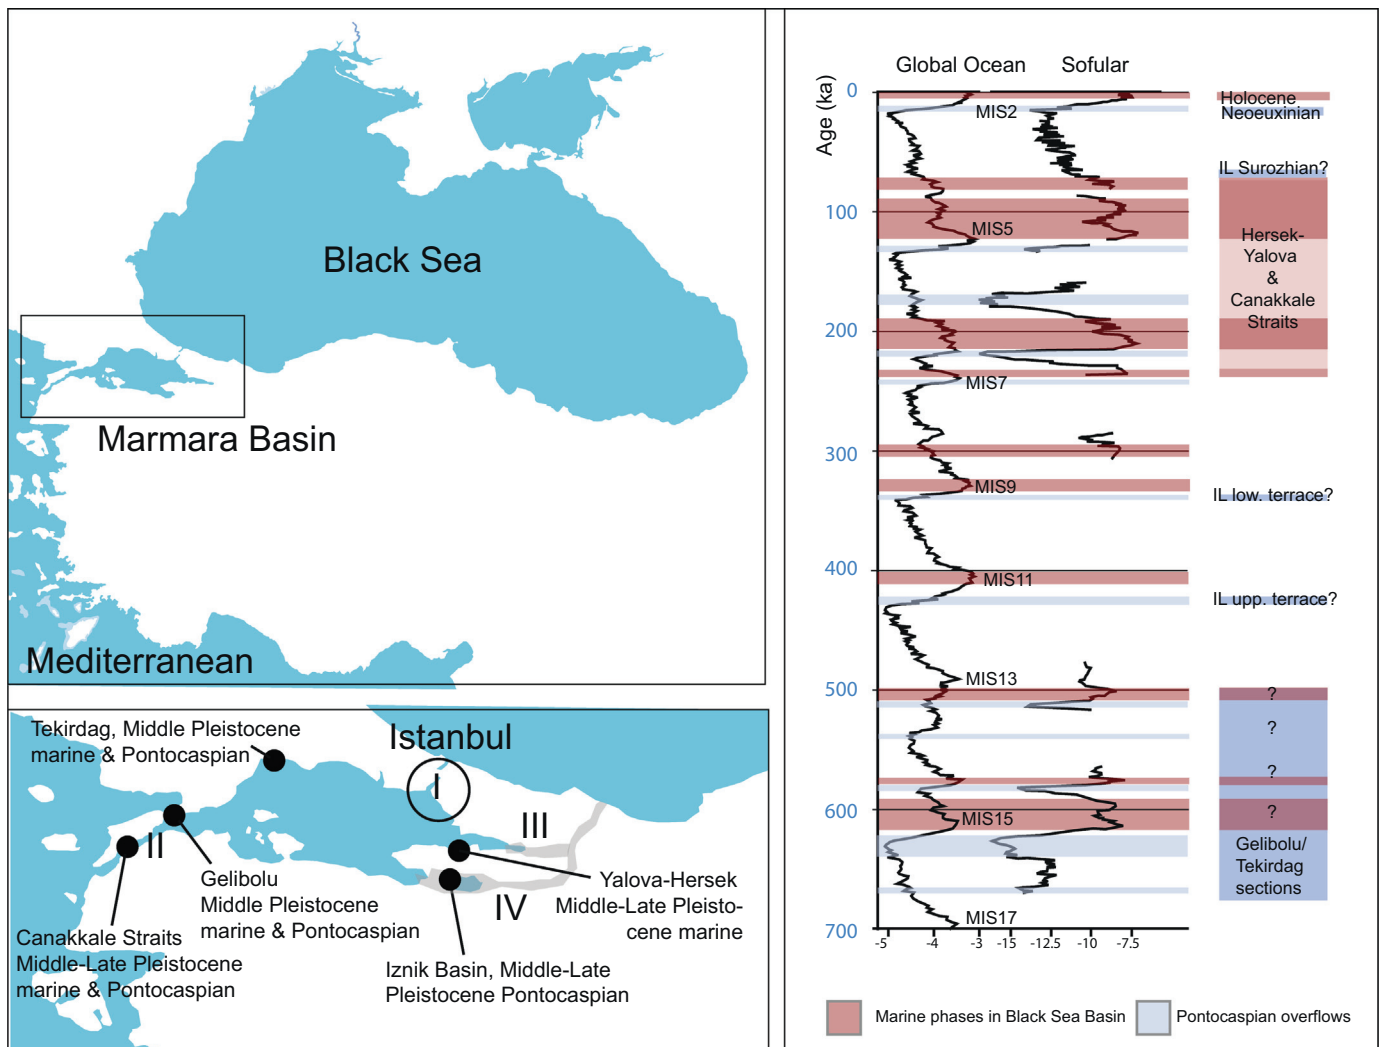 Black Sea
Marmara Basin
Mediterranean
Tekirdag, Middle Pleistocene
marine & Pontocaspian
Istanbul
I
II
III
IV
Gelibolu
Middle Pleistocene
marine & Pontocaspian
Yalova-Hersek
Middle-Late Pleisto-
cene marine
Canakkale Straits
Middle-Late Pleistocene
marine & Pontocaspian
Iznik Basin, Middle-Late
Pleistocene Pontocaspian
Global Ocean
Sofular
Age (ka)
0
100
200
300
400
500
600
700
MIS2
MIS5
MIS7
MIS9
MIS11
MIS13
MIS15
MIS17
-5
-4
-3
-15
-12.5
-10
-7.5
Holocene
Neoeuxinian
IL Surozhian?
Hersek-
Yalova
&
Canakkale
Straits
IL low. terrace?
IL upp. terrace?
?
?
?
?
Gelibolu/
Tekirdag
sections
Marine phases in Black Sea Basin
Pontocaspian overflows